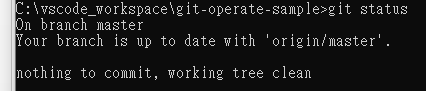 C:\vscode_workspace\git-operate-sample>git status
On branch master
Your branch is up to date with 'origin/master'.
nothing to commit, working tree clean